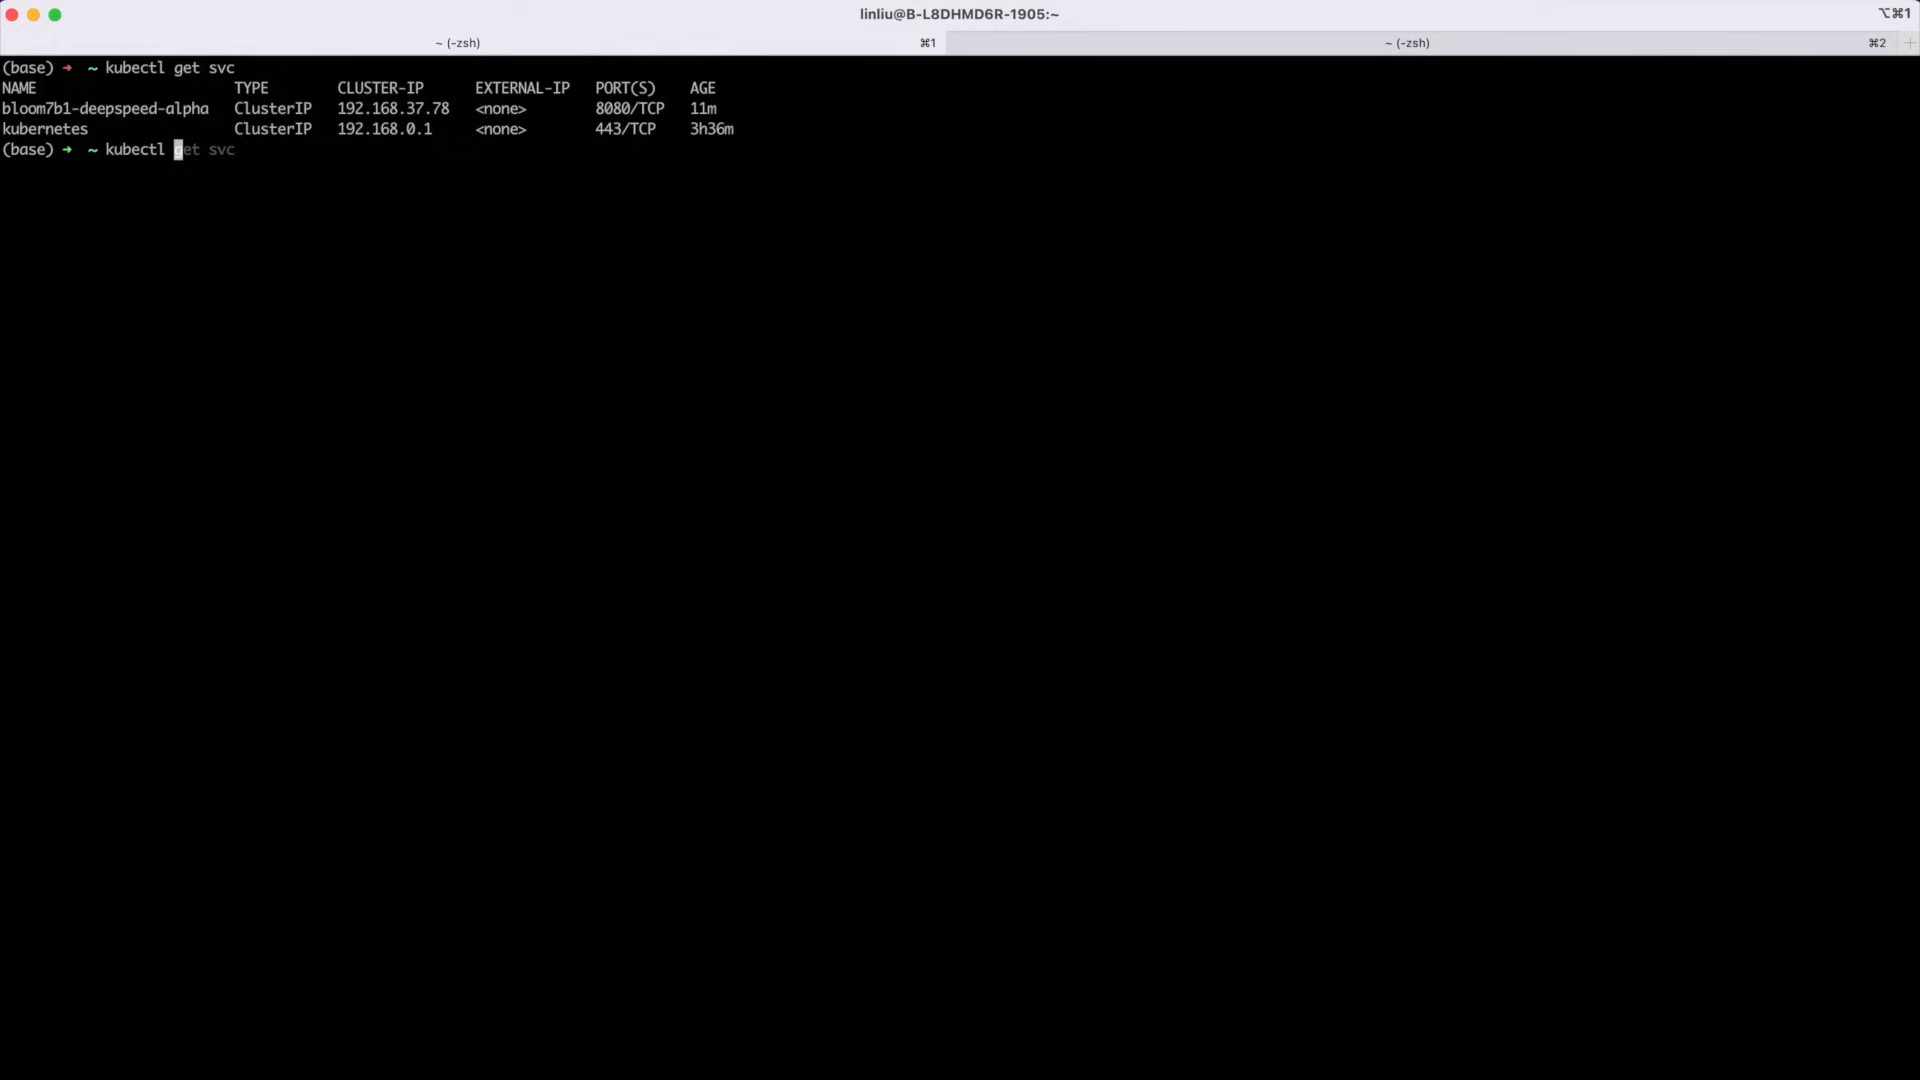 linliu@B-L8DHMD6R-1905:~
⌥⌘1
~ (-zsh) ⌘1
~ (-zsh) ⌘2 +
(base) → ~ kubectl get svc
NAME TYPE CLUSTER-IP EXTERNAL-IP PORT(S) AGE
bloom7b1-deepspeed-alpha ClusterIP 192.168.37.78 <none> 8080/TCP 11m
kubernetes ClusterIP 192.168.0.1 <none> 443/TCP 3h36m
(base) → ~ kubectl get svc